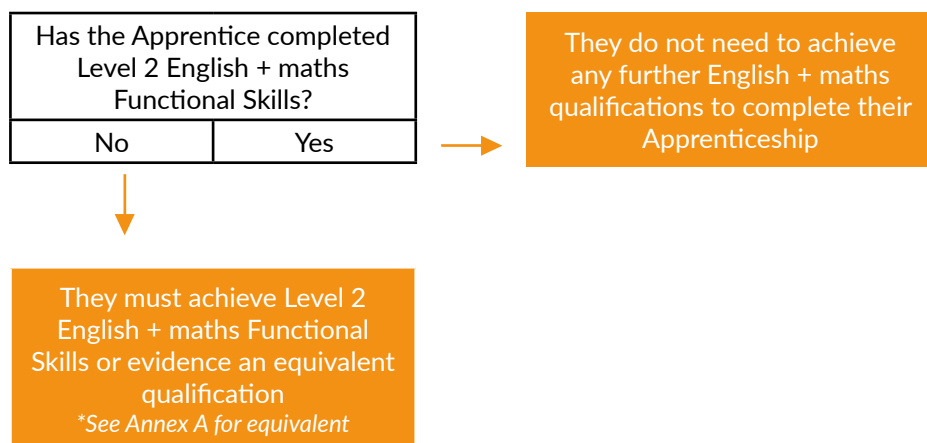 Has the Apprentice completed
Level 2 English + maths
Functional Skills?
No
Yes
They do not need to achieve
any further English + maths
qualifications to complete their
Apprenticeship
They must achieve Level 2
English + maths Functional
Skills or evidence an equivalent
qualification
*See Annex A for equivalent